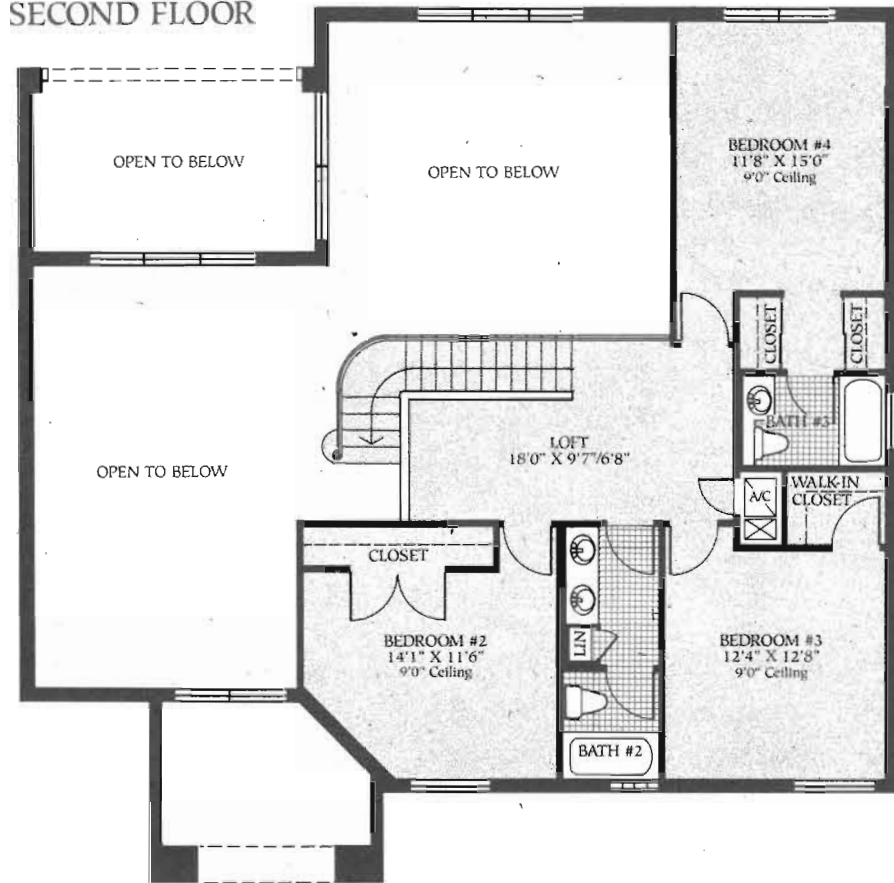 SECOND FLOOR
OPEN TO BELOW
OPEN TO BELOW
BEDROOM #4
11'8" X 15'0"
9'0" Ceiling
CLOSET
CLOSET
BATH #3
LOFT
18'0" X 9'7"/6'8"
OPEN TO BELOW
A/C
WALK-IN
CLOSET
CLOSET
BEDROOM #2
14'1" X 11'6"
9'0" Ceiling
LIN
BEDROOM #3
12'4" X 12'8"
9'0" Ceiling
BATH #2